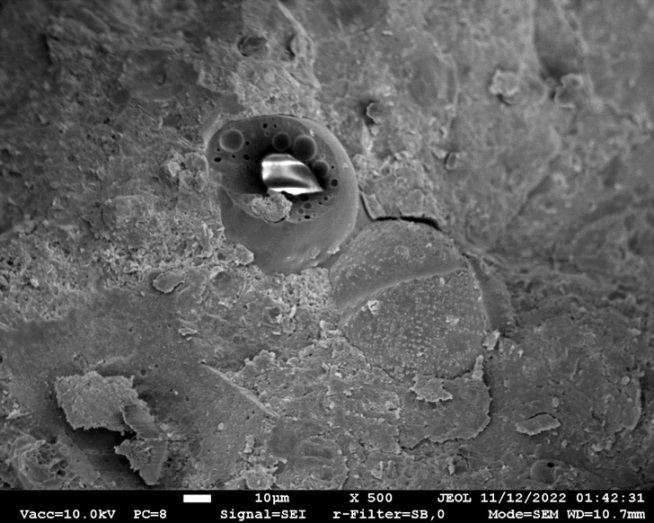 10µm X 500 JEOL 11/12/2022 01:42:31
Vacc=10.0kV PC=8 Signal=SEI r-Filter=SB,0 Mode=SEM WD=10.7mm